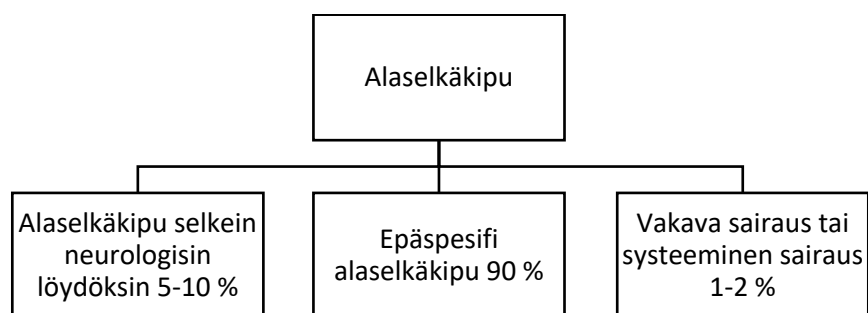 Alaselkäkipu
Alaselkäkipu selkein
neurologisin
löydöksin 5-10 %
Epäspesifi
alaselkäkipu 90 %
Vakava sairaus tai
systeeminen sairaus
1-2 %